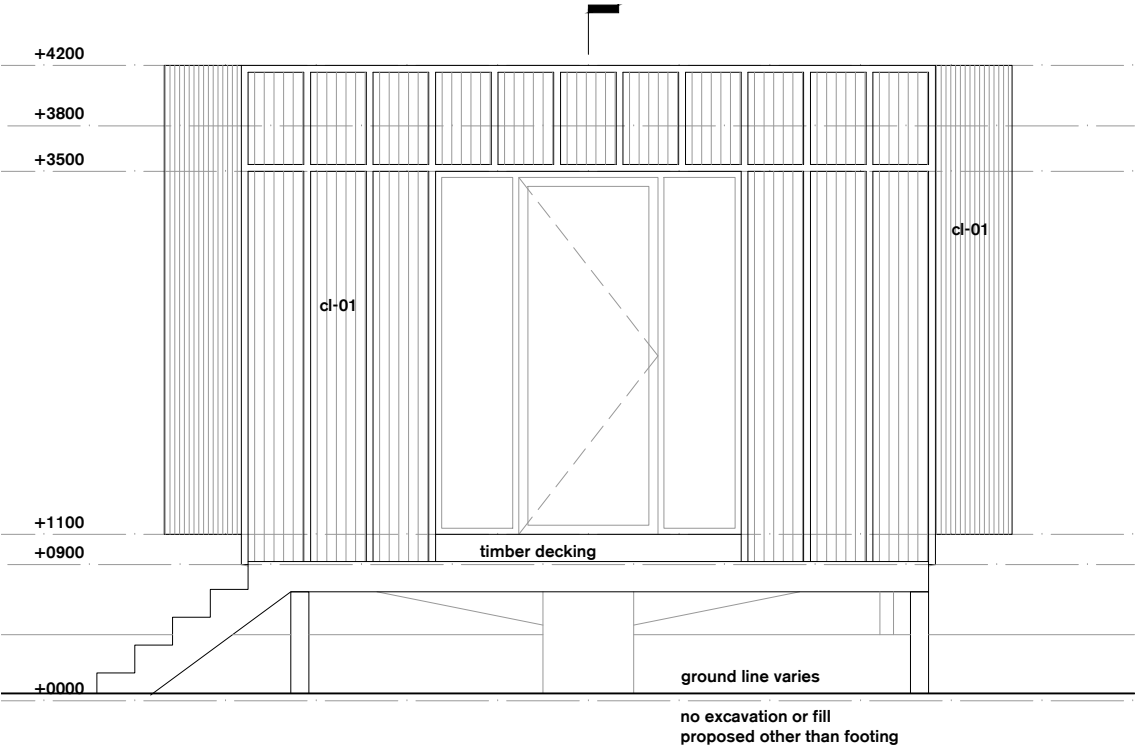 +4200
+3800
+3500
cl-01
cl-01
+1100
+0900
timber decking
ground line varies
+0000
no excavation or fill
proposed other than footing